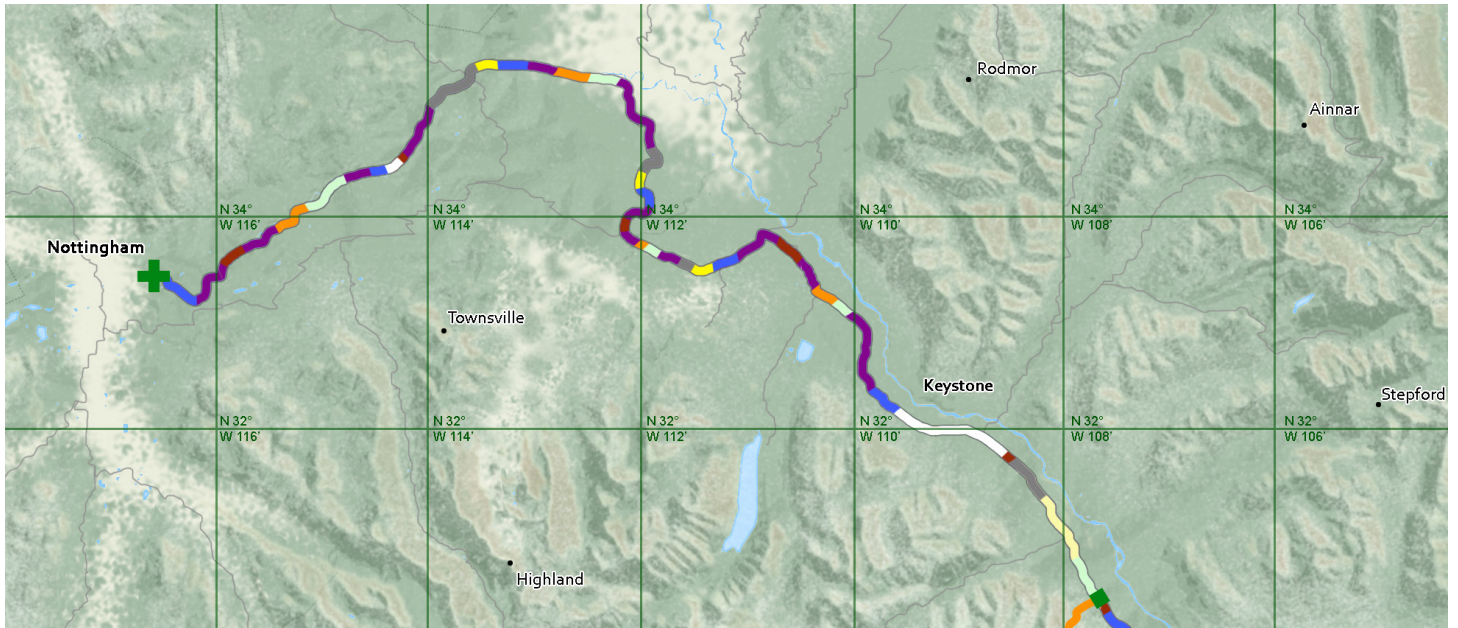 Rodmor
Ainnar
N 34°
W 116'
N 34°
W 114'
N 34°
W 112'
N 34°
W 110'
N 34°
W 108'
N 34°
W 106'
Nottingham
Townsville
Keystone
Stepford
N 32°
W 116'
N 32°
W 114'
N 32°
W 112'
N 32°
W 110'
N 32°
W 108'
N 32°
W 106'
Highland